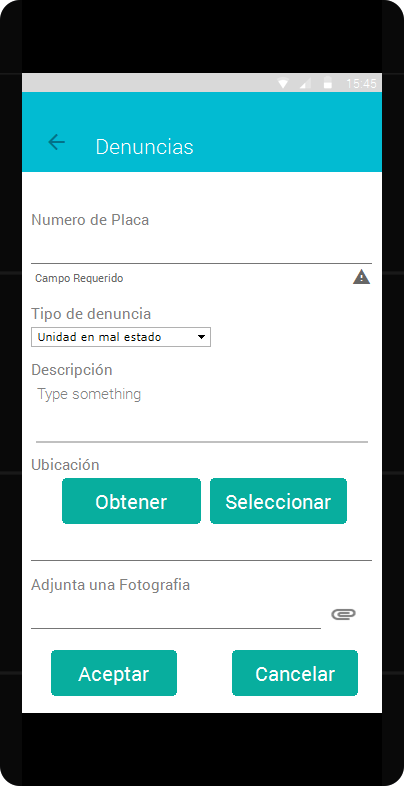 15:45
Denuncias
Numero de Placa
Campo Requerido
Tipo de denuncia
Unidad en mal estado
Descripción
Type something
Ubicación
Obtener Seleccionar
Adjunta una Fotografia
Aceptar Cancelar